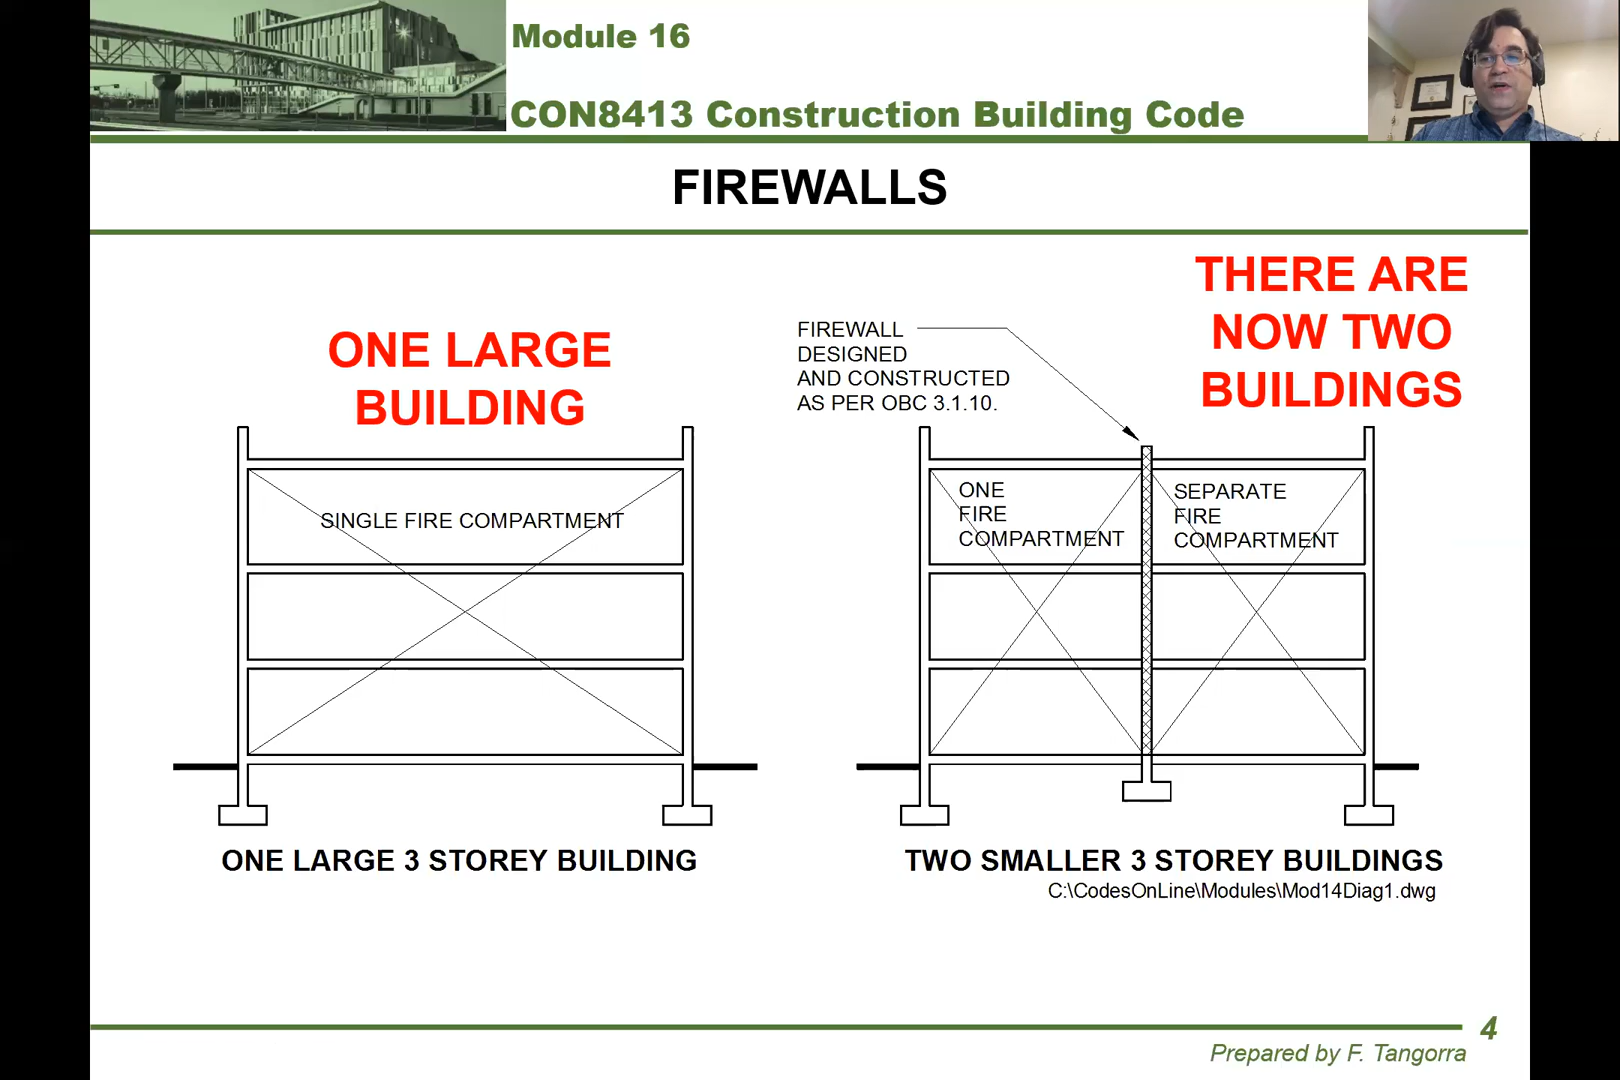 Module 16
CON8413 Construction Building Code
FIREWALLS
ONE LARGE
BUILDING
SINGLE FIRE COMPARTMENT
ONE LARGE 3 STOREY BUILDING
FIREWALL
DESIGNED
AND CONSTRUCTED
AS PER OBC 3.1.10.
THERE ARE
NOW TWO
BUILDINGS
ONE
FIRE
COMPARTMENT
SEPARATE
FIRE
COMPARTMENT
TWO SMALLER 3 STOREY BUILDINGS
C:\CodesOnLine\Modules\Mod14Diag1.dwg
4
Prepared by F. Tangorra